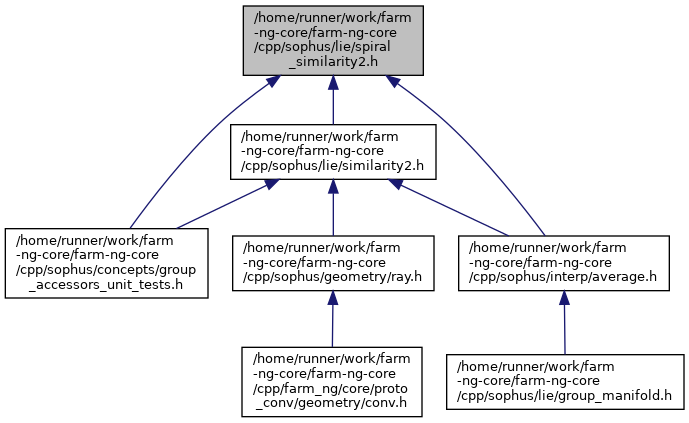 /home/runner/work/farm
-ng-core/farm-ng-core
/cpp/sophus/lie/spiral
_similarity2.h
/home/runner/work/farm
-ng-core/farm-ng-core
/cpp/sophus/lie/similarity2.h
/home/runner/work/farm
-ng-core/farm-ng-core
/cpp/sophus/concepts/group
_accessors_unit_tests.h
/home/runner/work/farm
-ng-core/farm-ng-core
/cpp/sophus/geometry/ray.h
/home/runner/work/farm
-ng-core/farm-ng-core
/cpp/sophus/interp/average.h
/home/runner/work/farm
-ng-core/farm-ng-core
/cpp/farm_ng/core/proto
_conv/geometry/conv.h
/home/runner/work/farm
-ng-core/farm-ng-core
/cpp/sophus/lie/group_manifold.h